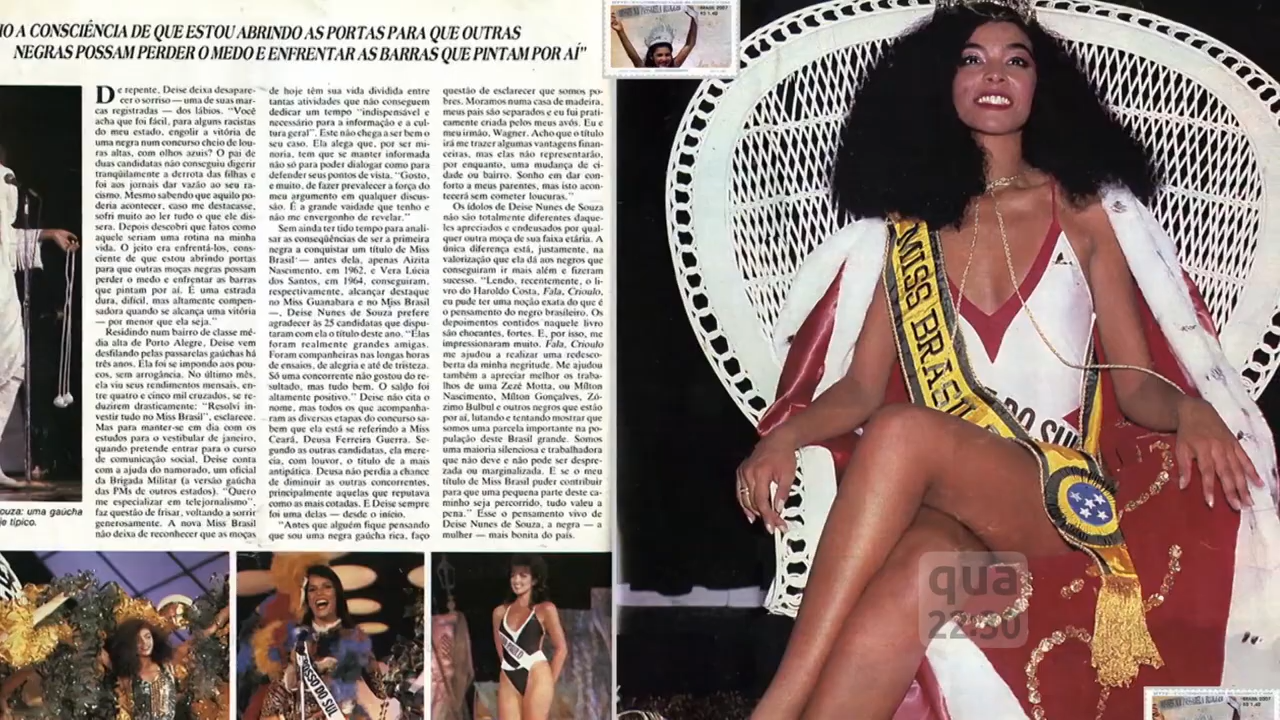 HO A CONSCIÊNCIA DE QUE ESTOU ABRINDO AS PORTAS PARA QUE OUTRAS
NEGRAS POSSAM PERDER O MEDO E ENFRENTAR AS BARRAS QUE PINTAM POR AÍ”
De repente, Deise deixa desapare-
cer o sorriso — uma de suas mar-
cas registradas — dos lábios. “Você
acha que foi fácil, para alguns racistas
do meu estado, engolir a vitória de
uma negra num concurso cheio de lou-
ras altas, com olhos azuis? O pai de
duas candidatas não conseguiu digerir
tranqüilamente a derrota das filhas e
foi aos jornais dar vazão ao seu ra-
cismo. Mesmo sabendo que aquilo po-
deria acontecer, caso me destacasse,
sofri muito ao ler tudo o que ele dis-
sera. Depois descobri que fatos como
aquele seriam uma rotina na minha
vida. O jeito era enfrentá-los, cons-
ciente de que estou abrindo portas
para que outras moças negras possam
perder o medo e enfrentar as barras
que pintam por aí. É uma estrada
dura, difícil, mas altamente compen-
sadora quando se alcança uma vitória
— por menor que ela seja.”
Residindo num bairro de classe mé-
dia alta de Porto Alegre, Deise vem
desfilando pelas passarelas gaúchas há
três anos. Ela foi se impondo aos pou-
cos, sem arrogância. No último mês,
ela viu seus rendimentos mensais, en-
tre quatro e cinco mil cruzados, se re-
duzirem drasticamente: “Resolvi in-
vestir tudo no Miss Brasil”, esclarece.
Mas para manter-se em dia com os
estudos para o vestibular de janeiro,
quando pretende entrar para o curso
de comunicação social, Deise conta
com a ajuda do namorado, um oficial
da Brigada Militar (a versão gaúcha
das PMs de outros estados). “Quero
me especializar em telejornalismo”,
faz questão de frisar, voltando a sorrir
generosamente. A nova Miss Brasil
não deixa de reconhecer que as moças
de hoje têm sua vida dividida entre
tantas atividades que não conseguem
dedicar um tempo “indispensável e
necessário para a informação e a cul-
tura geral”. Este não chega a ser bem o
seu caso. Ela alega que, por ser mi-
noria, tem que se manter informada
não só para poder dialogar como para
defender seus pontos de vista. “Gosto,
e muito, de fazer prevalecer a força do
meu argumento em qualquer discus-
são. É a grande vaidade que tenho e
não me envergonho de revelar.”
Sem ainda ter tido tempo para anali-
sar as conseqüências de ser a primeira
negra a conquistar um título de Miss
Brasil — antes dela, apenas Aizita
Nascimento, em 1962, e Vera Lúcia
dos Santos, em 1964, conseguiram,
respectivamente, alcançar destaque
no Miss Guanabara e no Miss Brasil
—, Deise Nunes de Souza prefere
agradecer às 25 candidatas que dispu-
taram com ela o título deste ano. “Elas
foram realmente grandes amigas.
Foram companheiras nas longas horas
de ensaios, de alegria e até de tristeza.
Só uma concorrente não gostou do re-
sultado, mas tudo bem. O saldo foi
altamente positivo.” Deise não cita o
nome, mas todos os que acompanha-
ram as diversas etapas do concurso sa-
bem que ela está se referindo a Miss
Ceará, Deusa Ferreira Guerra. Se-
gundo as outras candidatas, ela mere-
cia, com louvor, o título de a mais
antipática. Deusa não perdia a chance
de diminuir as outras concorrentes,
principalmente aquelas que reputava
como as mais cotadas. E Deise sempre
foi uma delas — desde o início.
“Antes que alguém fique pensando
que sou uma negra gaúcha rica, faço
questão de esclarecer que somos po-
bres. Moramos numa casa de madeira,
meus pais são separados e eu fui prati-
camente criada pelos meus avós. Eu e
meu irmão, Wagner. Acho que o título
irá me trazer algumas vantagens finan-
ceiras, mas elas não representarão,
por enquanto, uma mudança de ci-
dade ou bairro. Sonho em dar con-
forto a meus parentes, mas isto acon-
tecerá sem cometer loucuras.”
Os ídolos de Deise Nunes de Souza
não são totalmente diferentes daque-
les apreciados e endeusados por qual-
quer outra moça de sua faixa etária. A
única diferença está, justamente, na
valorização que ela dá aos negros que
conseguiram ir mais além e fizeram
sucesso. “Lendo, recentemente, o li-
vro do Haroldo Costa, Fala, Crioulo,
eu pude ter uma noção exata do que é
o pensamento do negro brasileiro. Os
depoimentos contidos naquele livro
são chocantes, fortes. E, por isso, me
impressionaram muito. Fala, Crioulo
me ajudou a realizar uma redesco-
berta da minha negritude. Me ajudou
também a apreciar melhor os traba-
lhos de uma Zezé Motta, ou Mílton
Nascimento, Mílton Gonçalves, Zó-
zimo Bulbul e outros negros que estão
por aí, lutando e tentando mostrar que
somos uma parcela importante na po-
pulação deste Brasil grande. Somos
uma maioria silenciosa e trabalhadora
que não deve e não pode ser despre-
zada ou marginalizada. E se o meu
título de Miss Brasil puder contribuir
para que uma pequena parte deste ca-
minho seja percorrido, tudo valeu a
pena.” Esse o pensamento vivo de
Deise Nunes de Souza, a negra — a
mulher — mais bonita do país.
ouza: uma gaúcha
je típico.
MISS BRASIL
DO SUL
OSSO DO SUL
PAULO
BRASIL 2007
qua
22:30